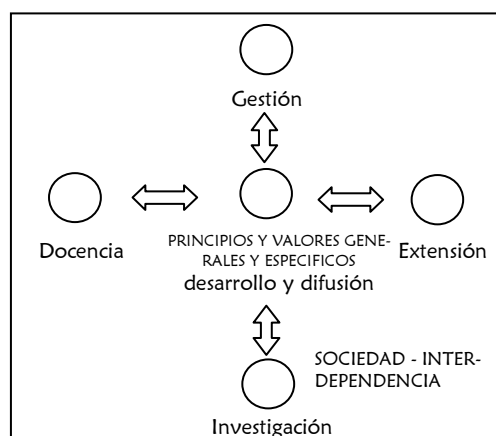 Gestión
Docencia
PRINCIPIOS Y VALORES GENE-
RALES Y ESPECIFICOS
desarrollo y difusión
Extensión
SOCIEDAD - INTER-
DEPENDENCIA
Investigación